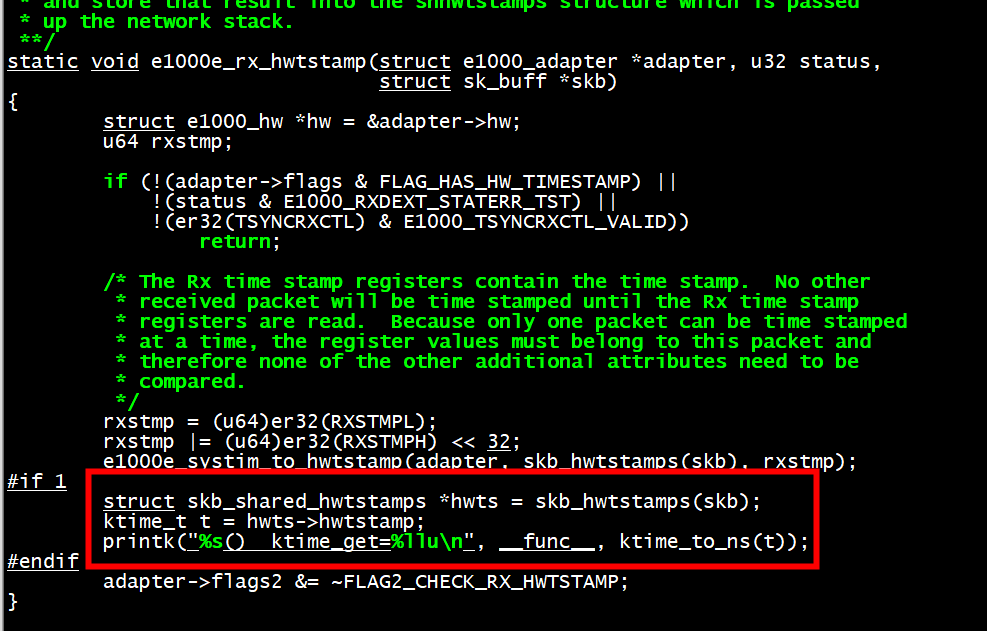 * and store that result into the shhwtstamps structure which is passed
* up the network stack.
**/
static void e1000e_rx_hwtstamp(struct e1000_adapter *adapter, u32 status,
struct sk_buff *skb)
{
struct e1000_hw *hw = &adapter->hw;
u64 rxstmp;
if (!(adapter->flags & FLAG_HAS_HW_TIMESTAMP) ||
!(status & E1000_RXDEXT_STATERR_TST) ||
!(er32(TSYNCRXCTL) & E1000_TSYNCRXCTL_VALID))
return;
/* The Rx time stamp registers contain the time stamp.  No other
* received packet will be time stamped until the Rx time stamp
* registers are read.  Because only one packet can be time stamped
* at a time, the register values must belong to this packet and
* therefore none of the other additional attributes need to be
* compared.
*/
rxstmp = (u64)er32(RXSTMPL);
rxstmp |= (u64)er32(RXSTMPH) << 32;
e1000e_systim_to_hwtstamp(adapter, skb_hwtstamps(skb), rxstmp);
#if 1
struct skb_shared_hwtstamps *hwts = skb_hwtstamps(skb);
ktime_t t = hwts->hwtstamp;
printk("%s()  ktime_get=%llu\n", __func__, ktime_to_ns(t));
#endif
adapter->flags2 &= ~FLAG2_CHECK_RX_HWTSTAMP;
}